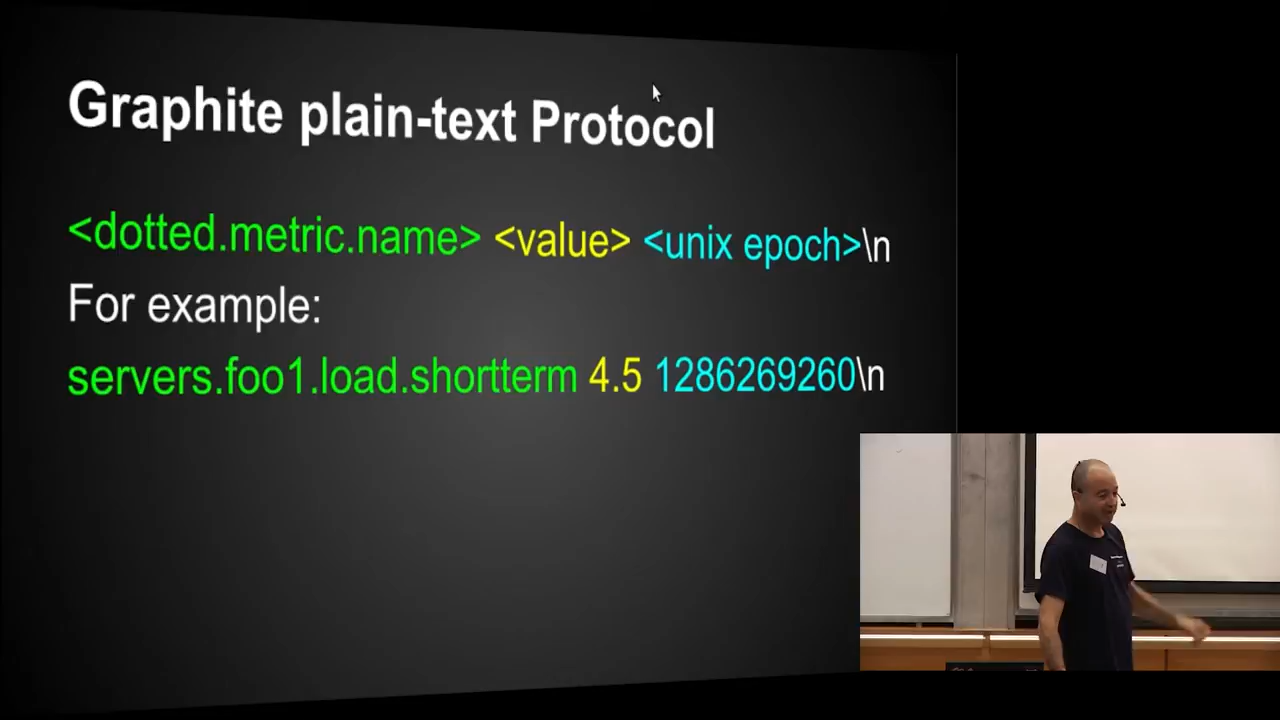 Graphite plain-text Protocol
<dotted.metric.name> <value> <unix epoch>\n
For example:
servers.foo1.load.shortterm 4.5 1286269260\n